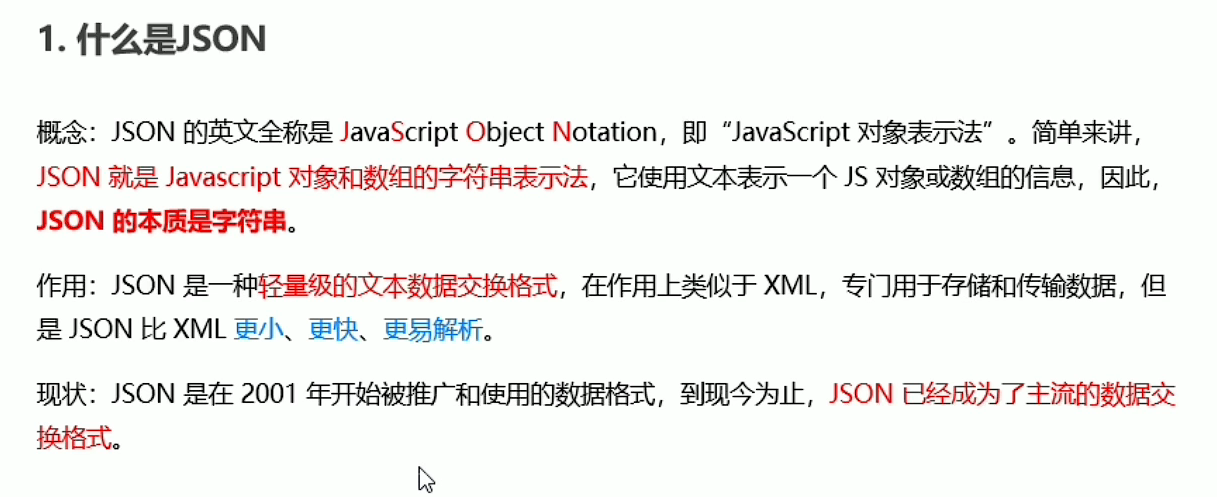 1. 什么是JSON
概念：JSON 的英文全称是 JavaScript Object Notation，即“JavaScript 对象表示法”。简单来讲，
JSON 就是 Javascript 对象和数组的字符串表示法，它使用文本表示一个 JS 对象或数组的信息，因此，
JSON 的本质是字符串。
作用：JSON 是一种轻量级的文本数据交换格式，在作用上类似于 XML，专门用于存储和传输数据，但
是 JSON 比 XML 更小、更快、更易解析。
现状：JSON 是在 2001 年开始被推广和使用的数据格式，到现今为止，JSON 已经成为了主流的数据交
换格式。